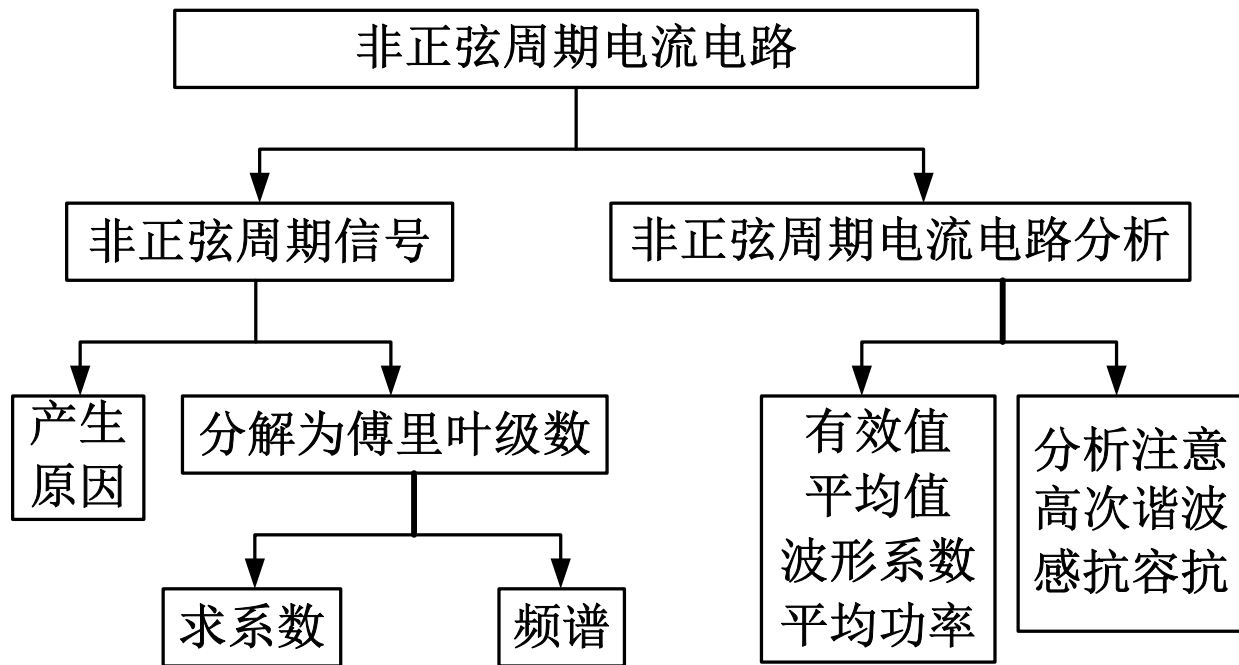 非正弦周期电流电路
非正弦周期信号
非正弦周期电流电路分析
产生
原因
分解为傅里叶级数
求系数
频谱
有效值
平均值
波形系数
平均功率
分析注意
高次谐波
感抗容抗